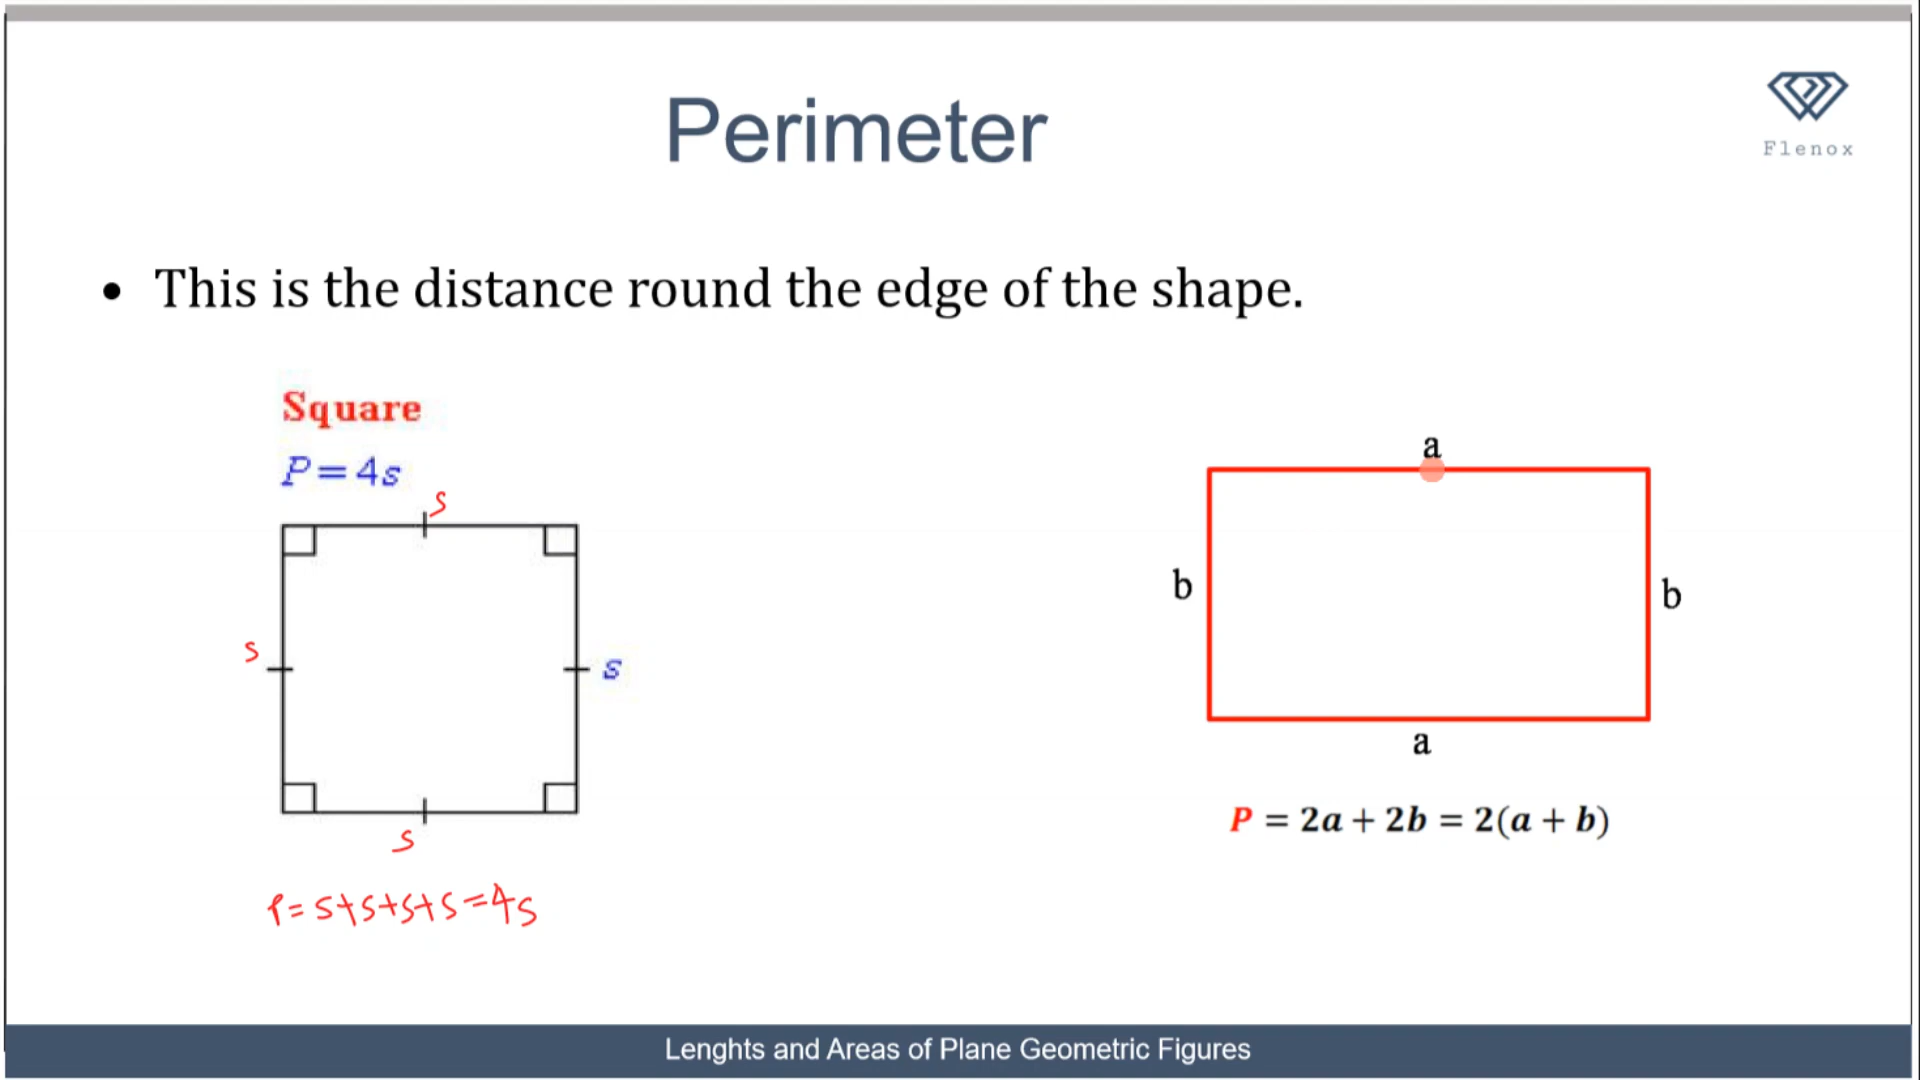 Perimeter
Flenox
• This is the distance round the edge of the shape.
Square
P=4s
s
s
s
s
P=s+s+s+s=4s
a
b
b
a
P = 2a + 2b = 2(a + b)
Lenghts and Areas of Plane Geometric Figures